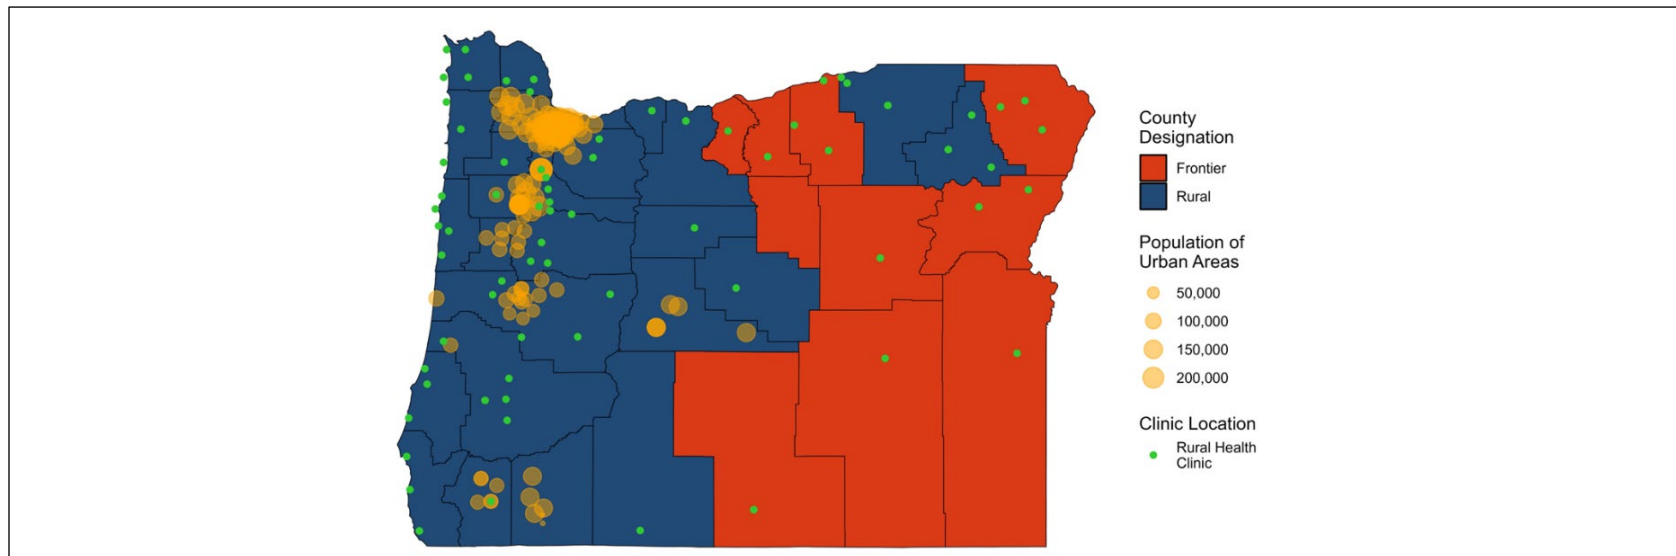 County
Designation
Frontier
Rural
Population of
Urban Areas
50,000
100,000
150,000
200,000
Clinic Location
Rural Health
Clinic